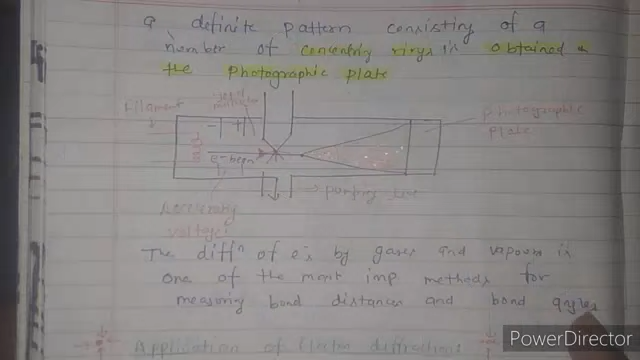 a definite pattern consisting of a
number of concentric rings is obtained
the photographic plate
Filament
photographic
plate
e- beam
pumping line
Accelerating
voltage
The diffn of e's by gases and vapours is
one of the most imp methods for
measuring bond distances and bond angles
Application of Electron diffraction
PowerDirector